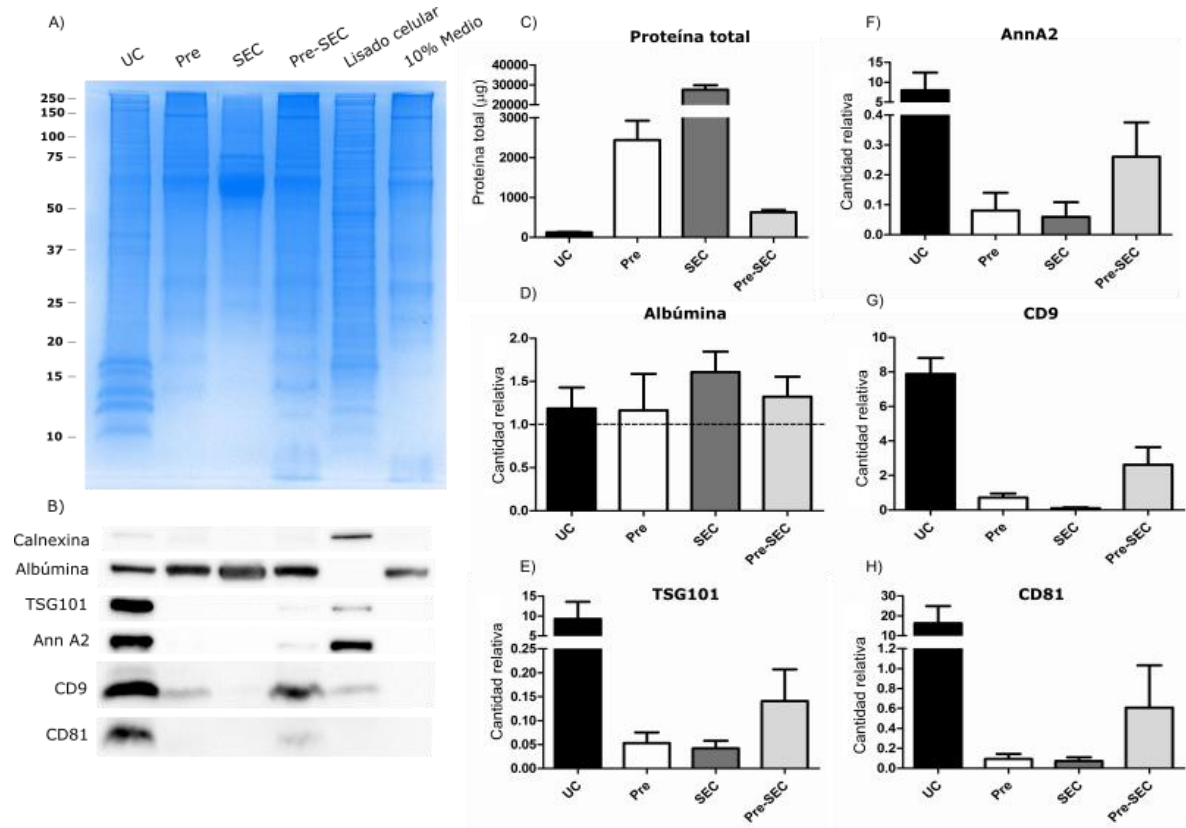 A)
UC Pre SEC Pre-SEC Lisado celular 10% Medio
250
150
100
75
50
37
25
20
15
10
B)
Calnexina
Albúmina
TSG101
Ann A2
CD9
CD81
C)
Proteína total
Proteína total (µg)
40000
30000
20000
3000
2000
1000
0
UC Pre SEC Pre-SEC
D)
Albúmina
Cantidad relativa
2.0
1.5
1.0
0.5
0.0
UC Pre SEC Pre-SEC
E)
TSG101
Cantidad relativa
15
10
5
0.25
0.20
0.15
0.10
0.05
0.00
UC Pre SEC Pre-SEC
F)
AnnA2
Cantidad relativa
15
10
5
0.4
0.3
0.2
0.1
0.0
UC Pre SEC Pre-SEC
G)
CD9
Cantidad relativa
10
8
6
4
2
0
UC Pre SEC Pre-SEC
H)
CD81
Cantidad relativa
30
20
10
1.2
1.0
0.8
0.6
0.4
0.2
0.0
UC Pre SEC Pre-SEC